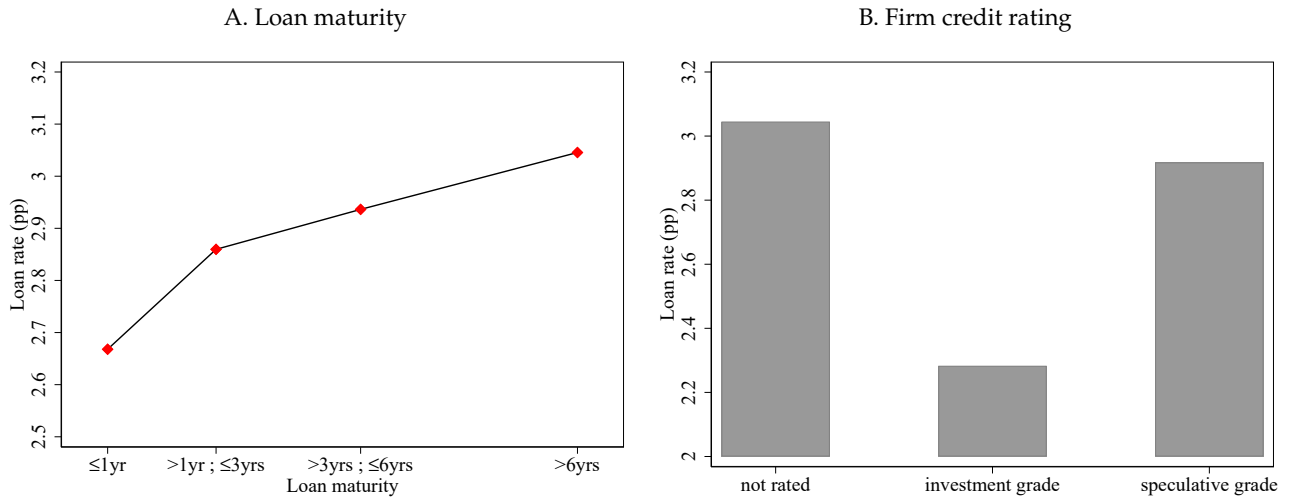 A. Loan maturity
Loan rate (pp)
3.2
3.1
3
2.9
2.8
2.7
2.6
2.5
≤1yr
>1yr ; ≤3yrs
>3yrs ; ≤6yrs
>6yrs
Loan maturity
B. Firm credit rating
Loan rate (pp)
3.2
3
2.8
2.6
2.4
2.2
2
not rated
investment grade
speculative grade